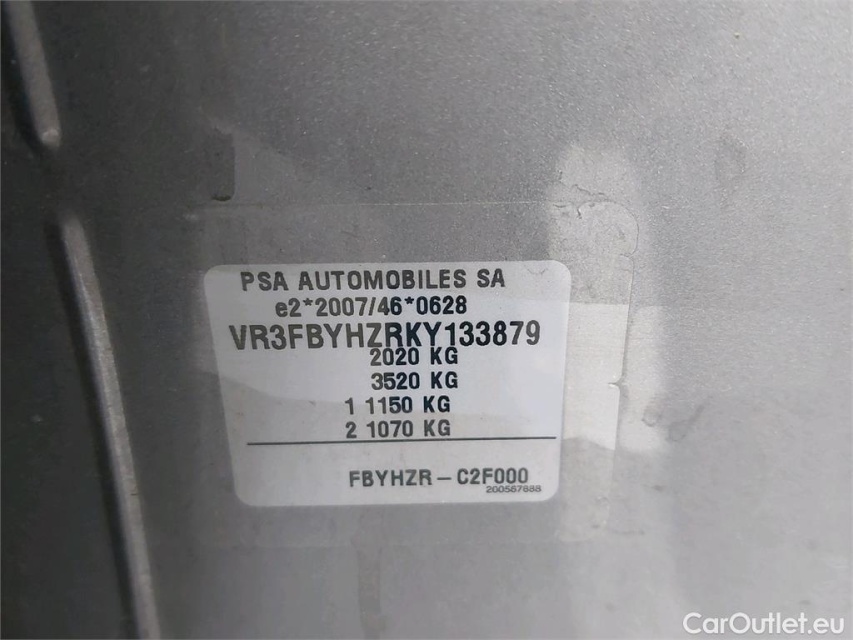 PSA AUTOMOBILES SA
e2*2007/46*0628
VR3FBYHZRKY133879
2020 KG
3520 KG
1 1150 KG
2 1070 KG
FBYHZR – C2F000
200567888
CarOutlet.eu